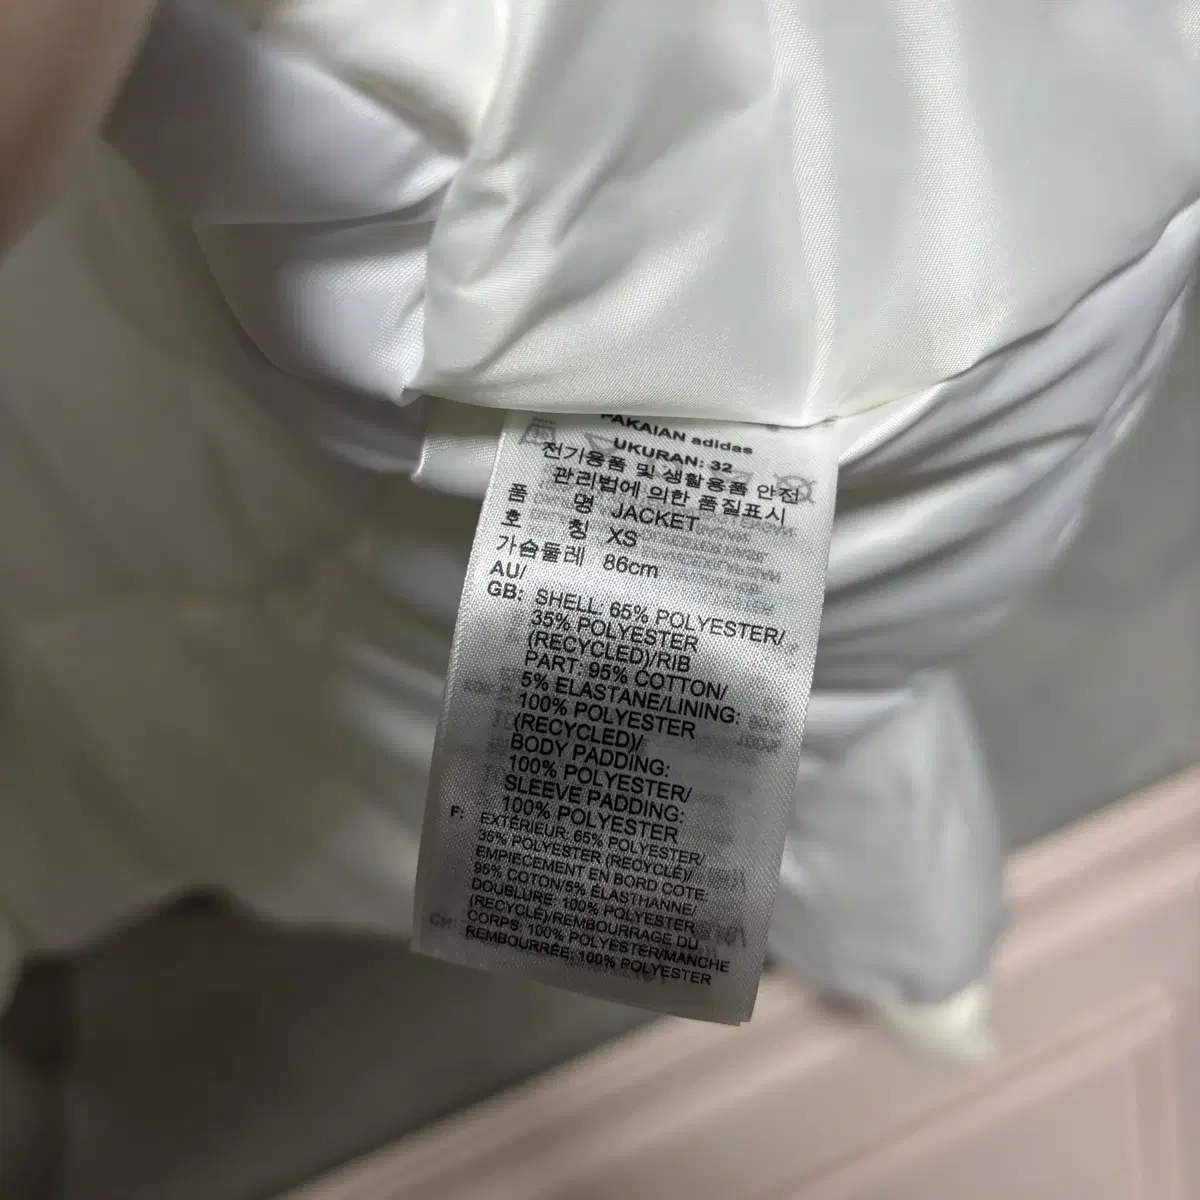 PAKAIAN adidas
UKURAN: 32
전기용품 및 생활용품 안전
관리법에 의한 품질표시
품 명 JACKET
호 칭 XS
가슴둘레 86cm
AU/
GB: SHELL: 65% POLYESTER/
35% POLYESTER
(RECYCLED)/RIB
PART: 95% COTTON/
5% ELASTANE/LINING:
100% POLYESTER
(RECYCLED)/
BODY PADDING:
100% POLYESTER/
SLEEVE PADDING:
100% POLYESTER
F: EXTÉRIEUR: 65% POLYESTER/
35% POLYESTER (RECYCLÉ)/
EMPIECEMENT EN BORD COTE.
95% COTON/5% ÉLASTHANNE/
DOUBLURE: 100% POLYESTER
(RECYCLÉ)/REMBOURRAGE DU
CORPS: 100% POLYESTER/MANCHE
REMBOURRÉE: 100% POLYESTER